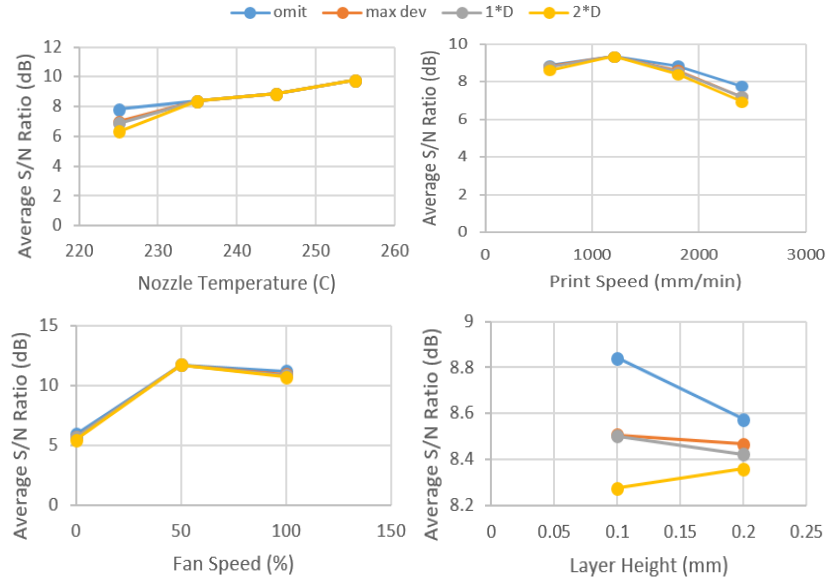 omit max dev 1*D 2*D
Average S/N Ratio (dB)
12
10
8
6
4
2
0
220 230 240 250 260
Nozzle Temperature (C)
Average S/N Ratio (dB)
10
8
6
4
2
0
0 1000 2000 3000
Print Speed (mm/min)
Average S/N Ratio (dB)
15
10
5
0
0 50 100 150
Fan Speed (%)
Average S/N Ratio (dB)
9
8.8
8.6
8.4
8.2
0 0.05 0.1 0.15 0.2 0.25
Layer Height (mm)